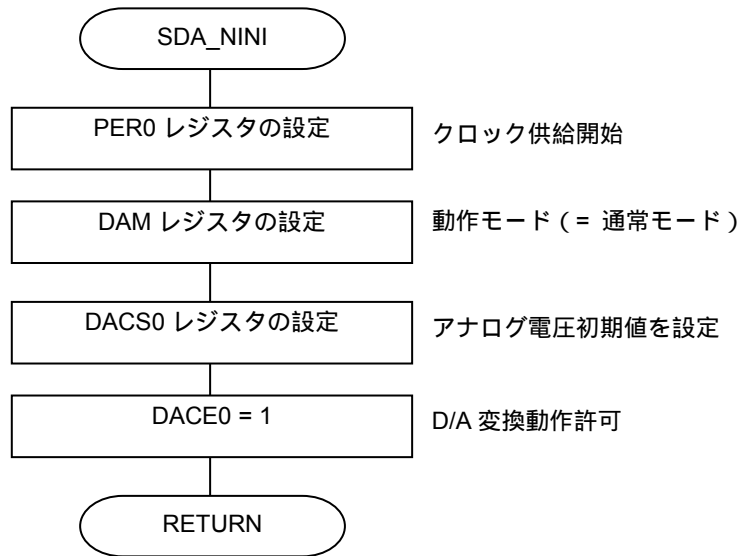 SDA_NINI
PER0 レジスタの設定
クロック供給開始
DAM レジスタの設定
動作モード ( = 通常モード )
DACS0 レジスタの設定
アナログ電圧初期値を設定
DACE0 = 1
D/A 変換動作許可
RETURN